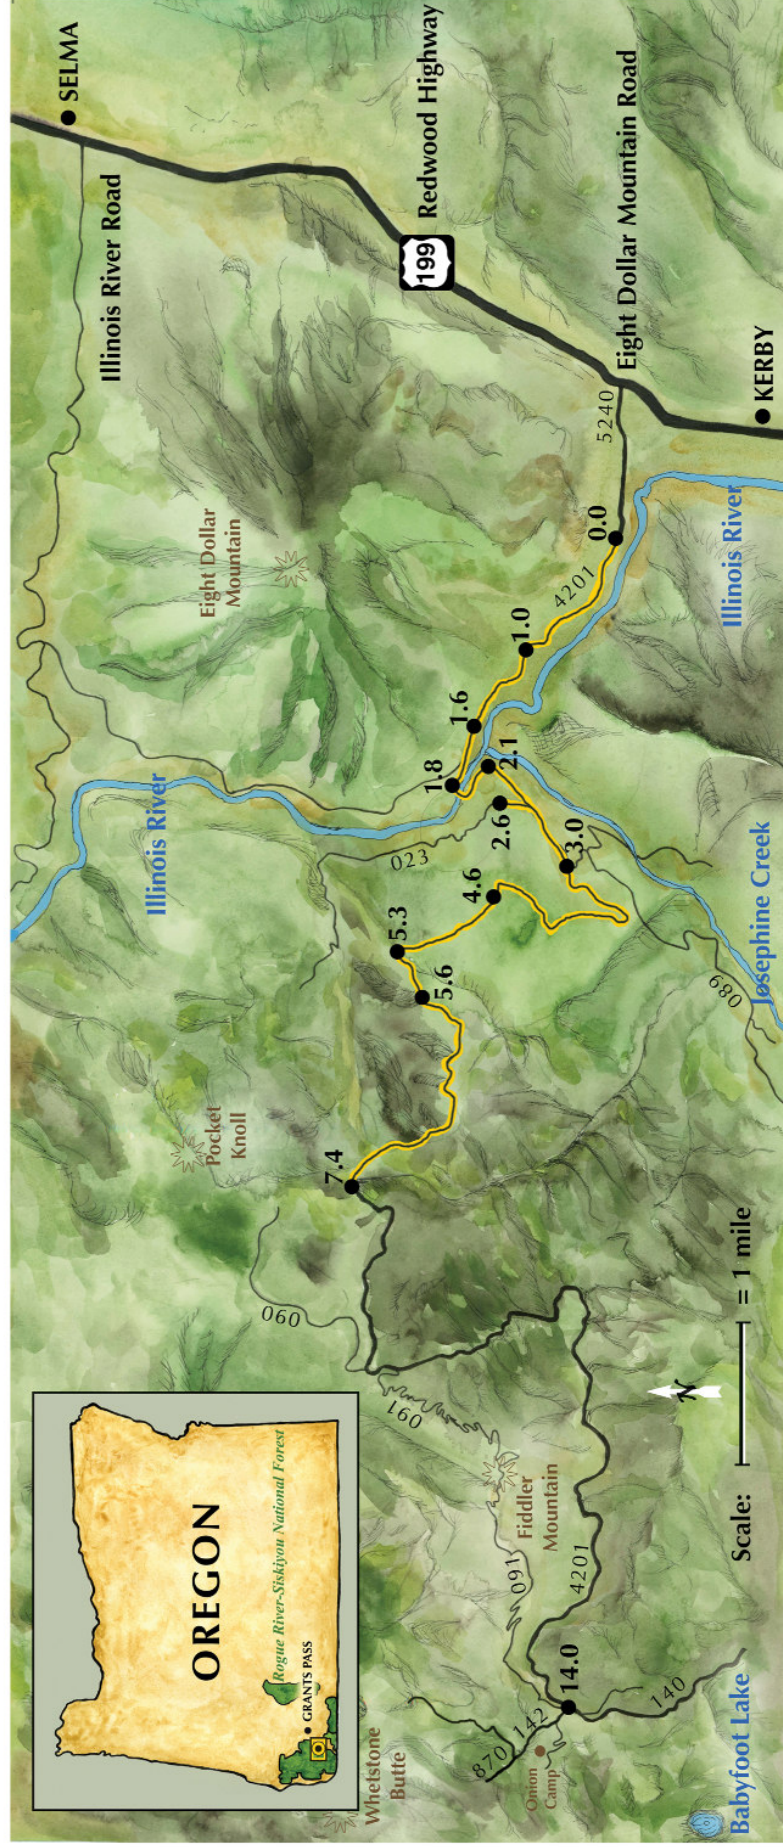 OREGON
Rogue River-Siskiyou National Forest
GRANTS PASS
Whetstone
Butte
870
142
Onion
Camp
14.0
140
Babyfoot Lake
091
4201
Fiddler
Mountain
091
090
Scale:
= 1 mile
N
7.4
Pocket
Knoll
5.6
5.3
4.6
3.0
2.6
2.1
1.8
1.6
1.0
0.0
023
089
Josephine Creek
Illinois River
Illinois River
Eight Dollar
Mountain
4201
5240
Illinois River Road
SELMA
199
Redwood Highway
Eight Dollar Mountain Road
KERBY